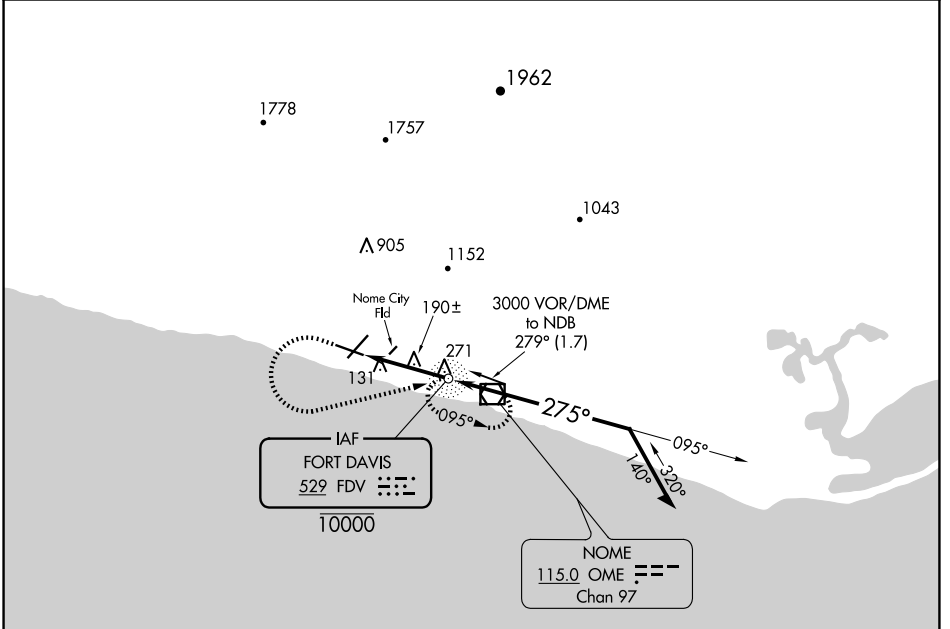 1962
1778
1757
1043
905
1152
Nome City
Fld
190±
3000 VOR/DME
to NDB
279° (1.7)
271
131
275°
095°
095°
320°
140°
IAF
FORT DAVIS
529 FDV
10000
NOME
115.0 OME
Chan 97